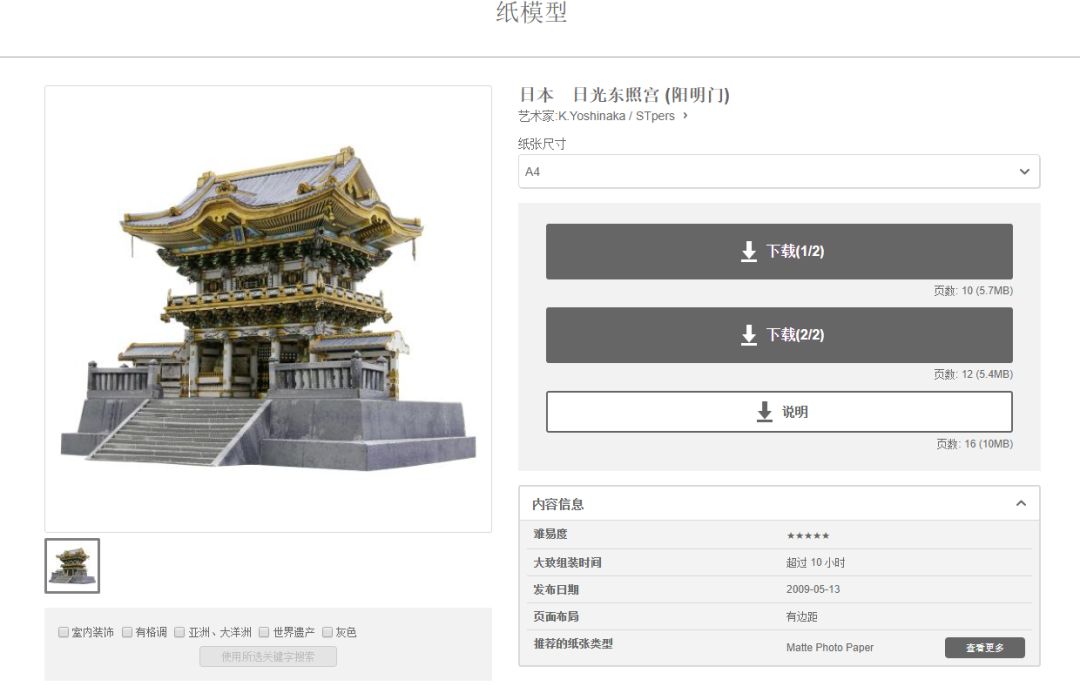 纸模型
日本　日光东照宫 (阳明门)
艺术家:K.Yoshinaka / STpers
纸张尺寸
A4
下载(1/2)
页数: 10 (5.7MB)
下载(2/2)
页数: 12 (5.4MB)
说明
页数: 16 (10MB)
内容信息
难易度 ★★★★★
大致组装时间 超过 10 小时
发布日期 2009-05-13
页面布局 有边距
推荐的纸张类型 Matte Photo Paper 查看更多
室内装饰 有格调 亚洲、大洋洲 世界遗产 灰色
使用所选关键字搜索